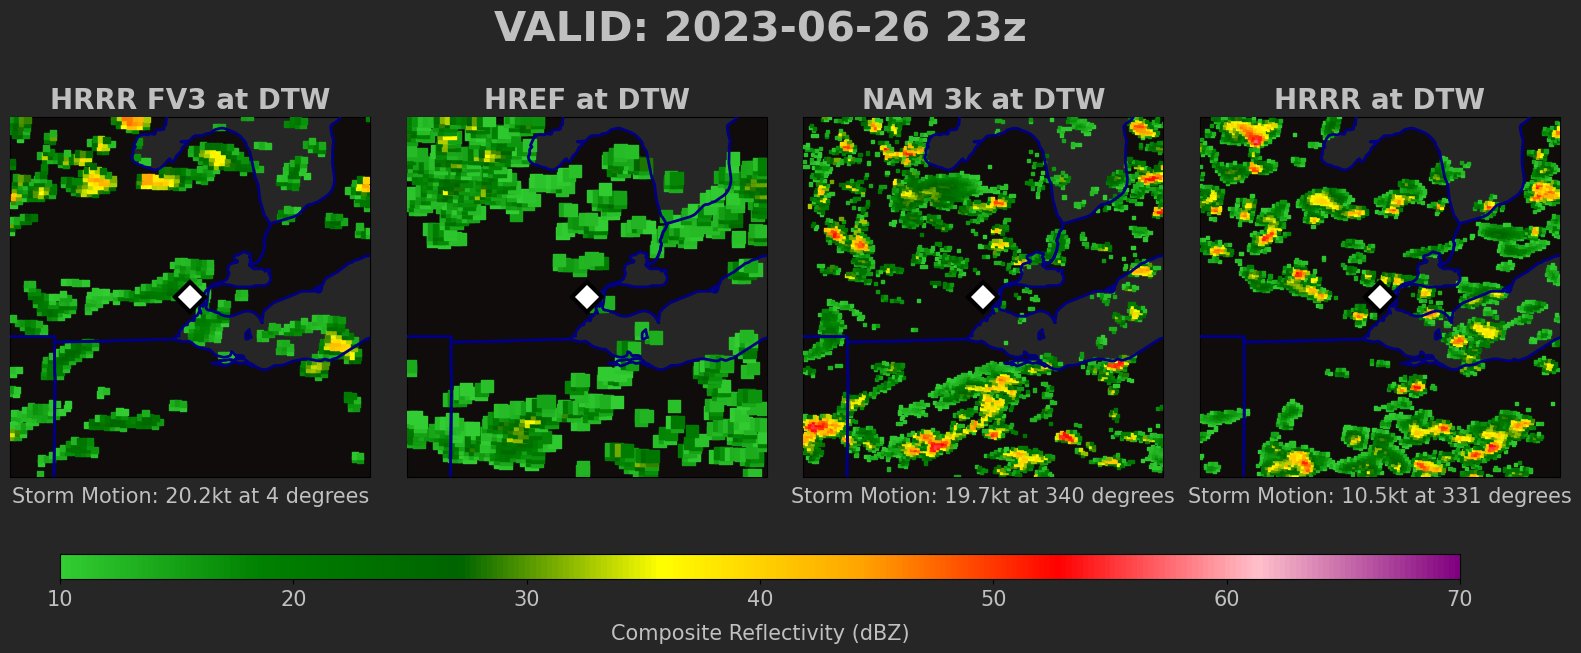 VALID: 2023-06-26 23z
HRRR FV3 at DTW
HREF at DTW
NAM 3k at DTW
HRRR at DTW
Storm Motion: 20.2kt at 4 degrees
Storm Motion: 19.7kt at 340 degrees
Storm Motion: 10.5kt at 331 degrees
10 20 30 40 50 60 70
Composite Reflectivity (dBZ)